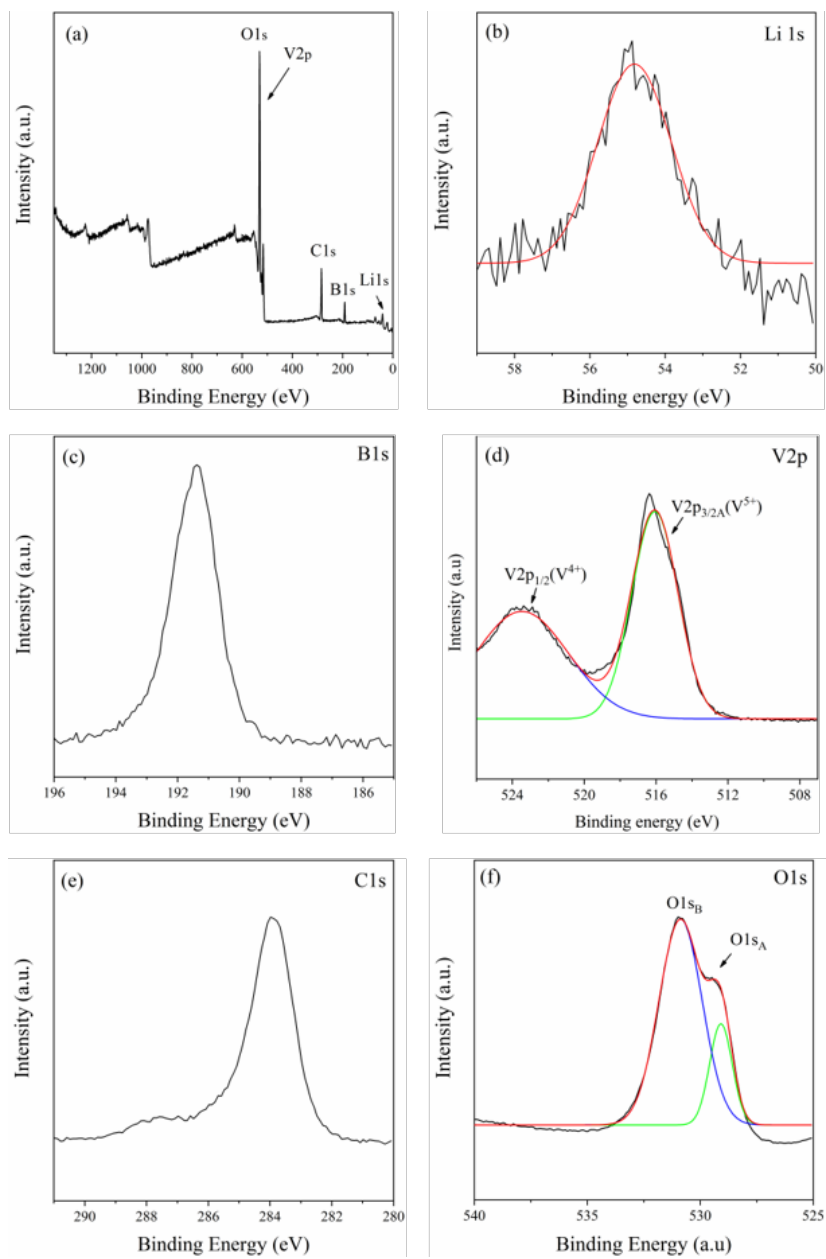 (a)
O1s
V2p
C1s
B1s
Li1s
Intensity (a.u.)
1200 1000 800 600 400 200 0
Binding Energy (eV)
(b) Li 1s
Intensity (a.u.)
58 56 54 52 50
Binding energy (eV)
(c) B1s
Intensity (a.u.)
196 194 192 190 188 186
Binding Energy (eV)
(d) V2p
V2p3/2A(V5+)
V2p1/2(V4+)
Intensity (a.u)
524 520 516 512 508
Binding energy (eV)
(e) C1s
Intensity (a.u.)
290 288 286 284 282 280
Binding Energy (eV)
(f) O1s
O1sB
O1sA
Intensity (a.u.)
540 535 530 525
Binding Energy (a.u)